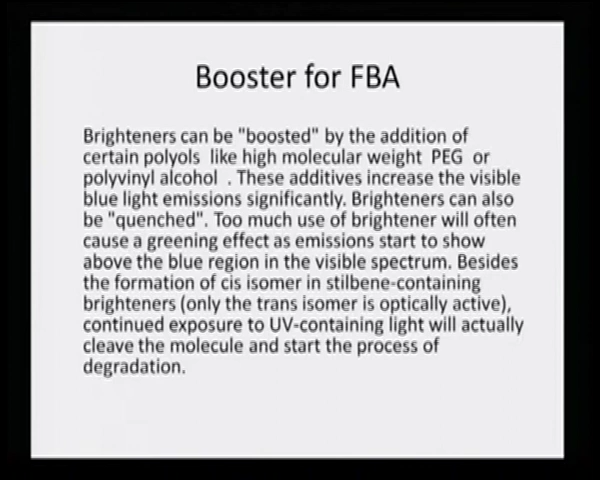 Booster for FBA
Brighteners can be "boosted" by the addition of
certain polyols like high molecular weight PEG or
polyvinyl alcohol . These additives increase the visible
blue light emissions significantly. Brighteners can also
be "quenched". Too much use of brightener will often
cause a greening effect as emissions start to show
above the blue region in the visible spectrum. Besides
the formation of cis isomer in stilbene-containing
brighteners (only the trans isomer is optically active),
continued exposure to UV-containing light will actually
cleave the molecule and start the process of
degradation.